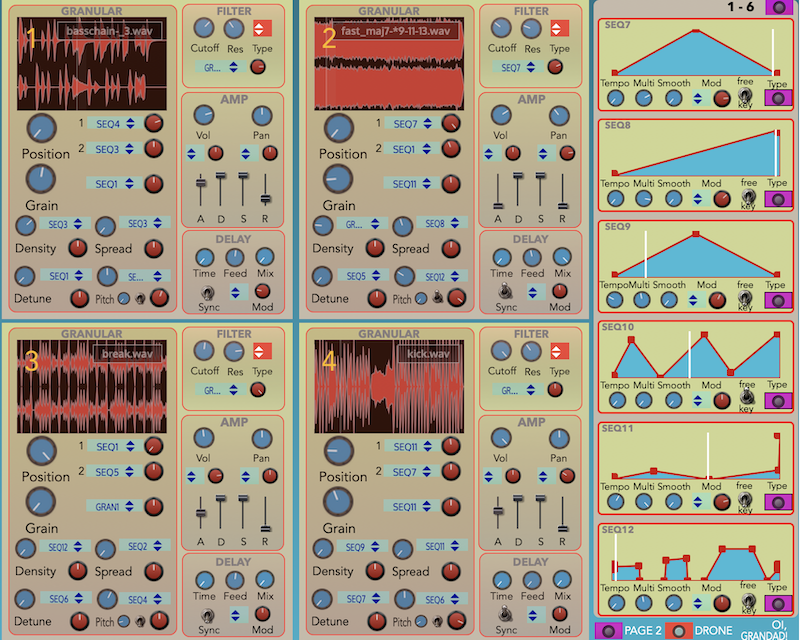 GRANULAR
1
basschain-_3.wav
1 SEQ4
2 SEQ3
Position
SEQ1
Grain
SEQ3
SEQ3
Density
Spread
SEQ1
SE...
Detune
Pitch
FILTER
Cutoff Res Type
GR...
AMP
Vol Pan
A D S R
DELAY
Time Feed Mix
Sync
Mod
GRANULAR
2
fast_maj7-*9-11-13.wav
1 SEQ7
2 SEQ1
Position
SEQ11
Grain
GR...
SEQ8
Density
Spread
SEQ5
SEQ12
Detune
Pitch
FILTER
Cutoff Res Type
SEQ7
AMP
Vol Pan
A D S R
DELAY
Time Feed Mix
Sync
Mod
GRANULAR
3
break.wav
1 SEQ1
2 SEQ5
Position
GRAN1
Grain
SEQ12
SEQ2
Density
Spread
SEQ6
SEQ4
Detune
Pitch
FILTER
Cutoff Res Type
GR...
AMP
Vol Pan
A D S R
DELAY
Time Feed Mix
Sync
Mod
GRANULAR
4
kick.wav
1 SEQ11
2 SEQ7
Position
SEQ11
Grain
SEQ9
SEQ11
Density
Spread
SEQ7
SEQ6
Detune
Pitch
FILTER
Cutoff Res Type
GR...
AMP
Vol Pan
A D S R
DELAY
Time Feed Mix
Sync
Mod
1 - 6
SEQ7
Tempo Multi Smooth Mod free Type
key
SEQ8
Tempo Multi Smooth Mod free Type
key
SEQ9
Tempo Multi Smooth Mod free Type
key
SEQ10
Tempo Multi Smooth Mod free Type
key
SEQ11
Tempo Multi Smooth Mod free Type
key
SEQ12
Tempo Multi Smooth Mod free Type
key
PAGE 2
DRONE
OI,
GRANDAD!